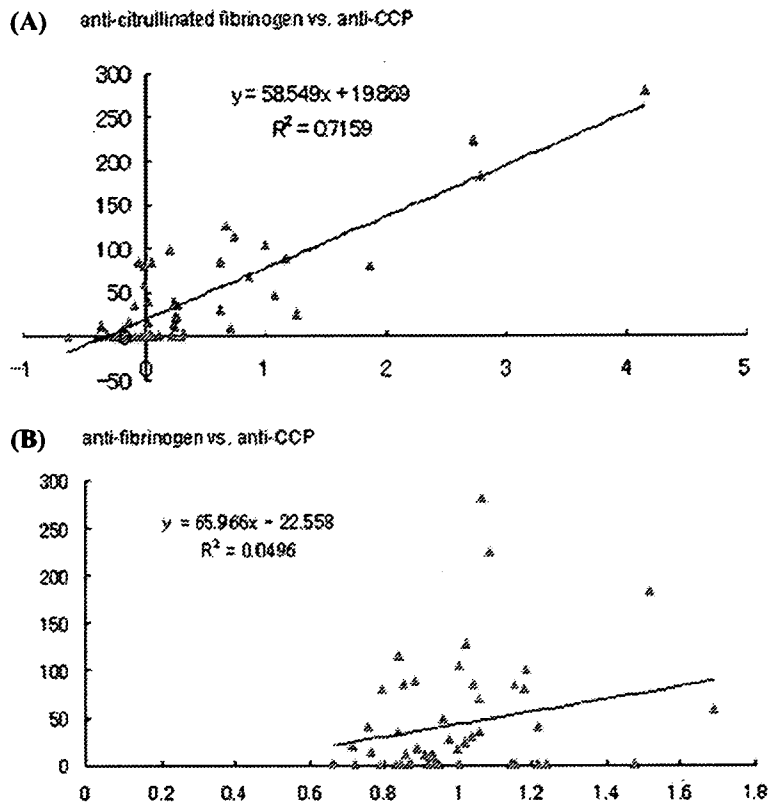 (A) anti-citrullinated fibrinogen vs. anti-CCP
300
y = 58.549x + 19.869
250
R² = 0.7159
200
150
100
50
-1 0 1 2 3 4 5
-50
(B) anti-fibrinogen vs. anti-CCP
300
y = 65.966x - 22.558
250
R² = 0.0496
200
150
100
50
0
0 0.2 0.4 0.6 0.8 1 1.2 1.4 1.6 1.8